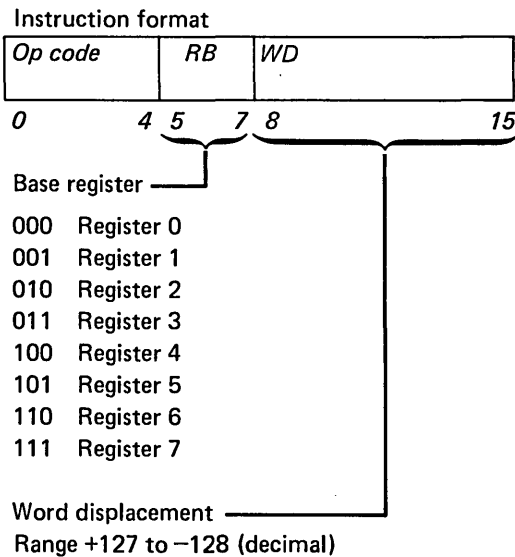 Instruction format
Op code RB WD
0 4 5 7 8 15
Base register
000 Register 0
001 Register 1
010 Register 2
011 Register 3
100 Register 4
101 Register 5
110 Register 6
111 Register 7
Word displacement
Range +127 to −128 (decimal)